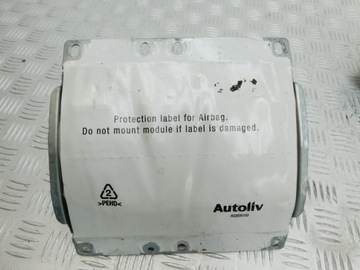 Protection label for Airbag.
Do not mount module if label is damaged.
2
>PEHD<
Autoliv